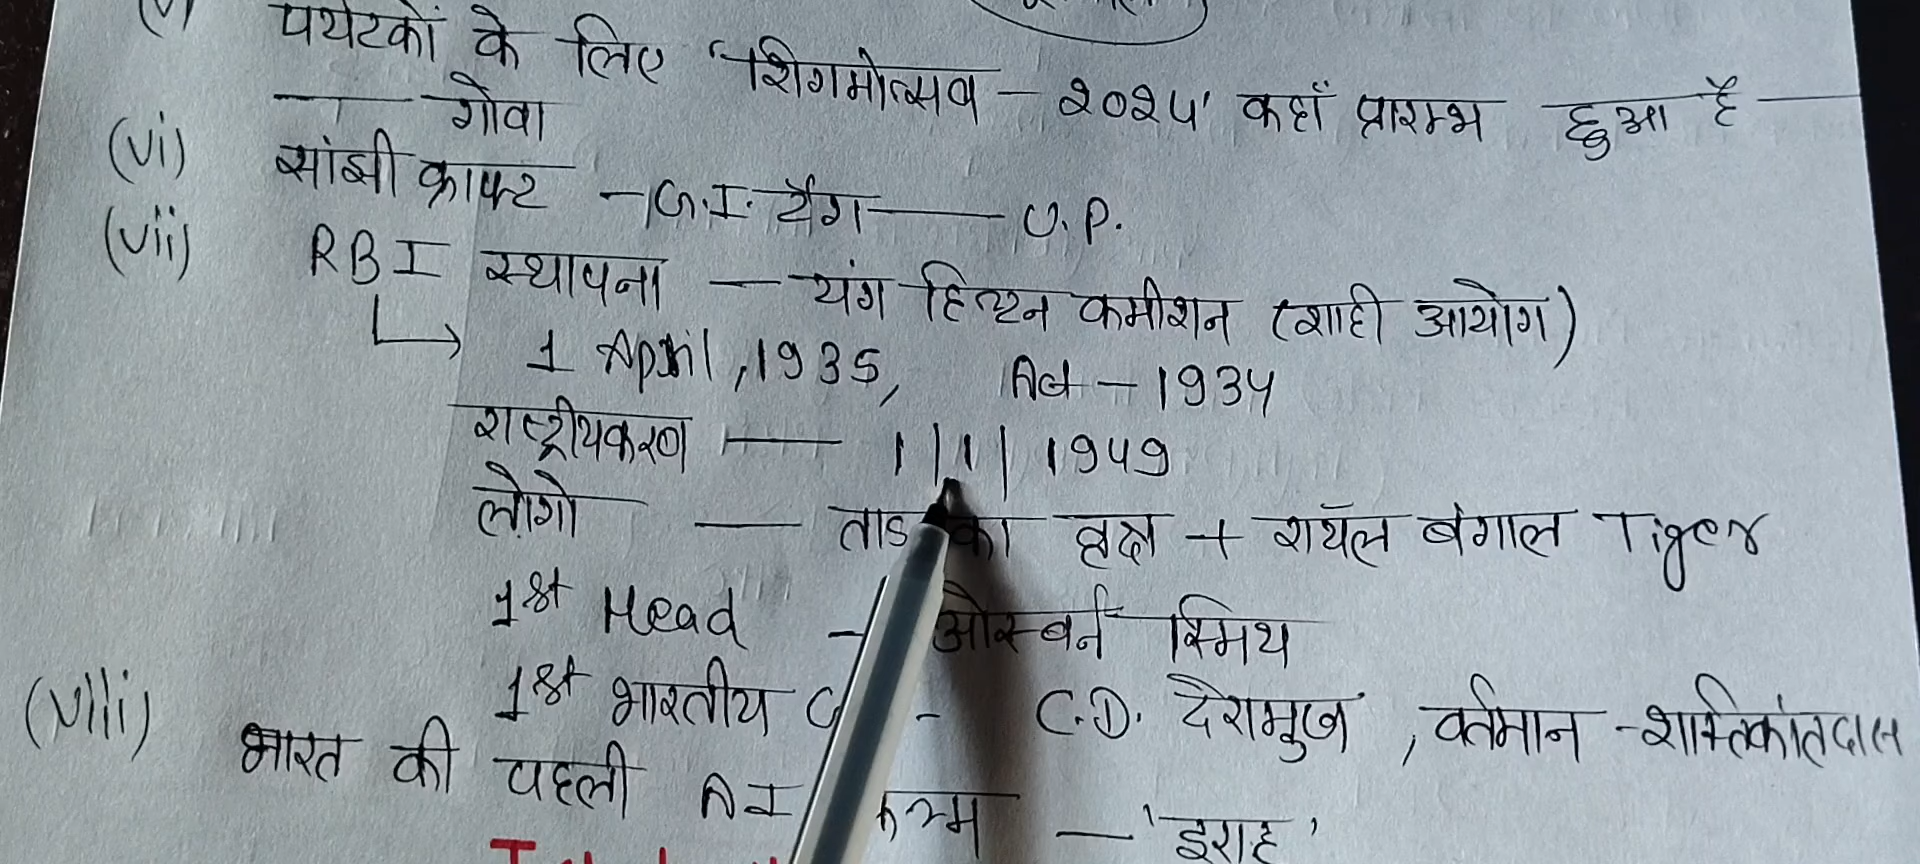 (v) पर्यटकों के लिए 'शिगमोत्सव - २०२५' कहाँ प्रारम्भ हुआ है
— गोवा
(vi) सांझी क्राफ्ट - G.I. टैग — U.P.
(vii) RBI स्थापना — यंग हिल्टन कमीशन (शाही आयोग)
1 April, 1935, Act - 1934
राष्ट्रीयकरण — 1|1| 1949
लोगो — ताड का वृक्ष + रायॅल बंगाल Tiger
1st Head - ओस्बर्न स्मिथ
1st भारतीय G - C.D. देशमुख, वर्तमान - शक्तिकांतदास
(viii) भारत की पहली AI — 'इराह'